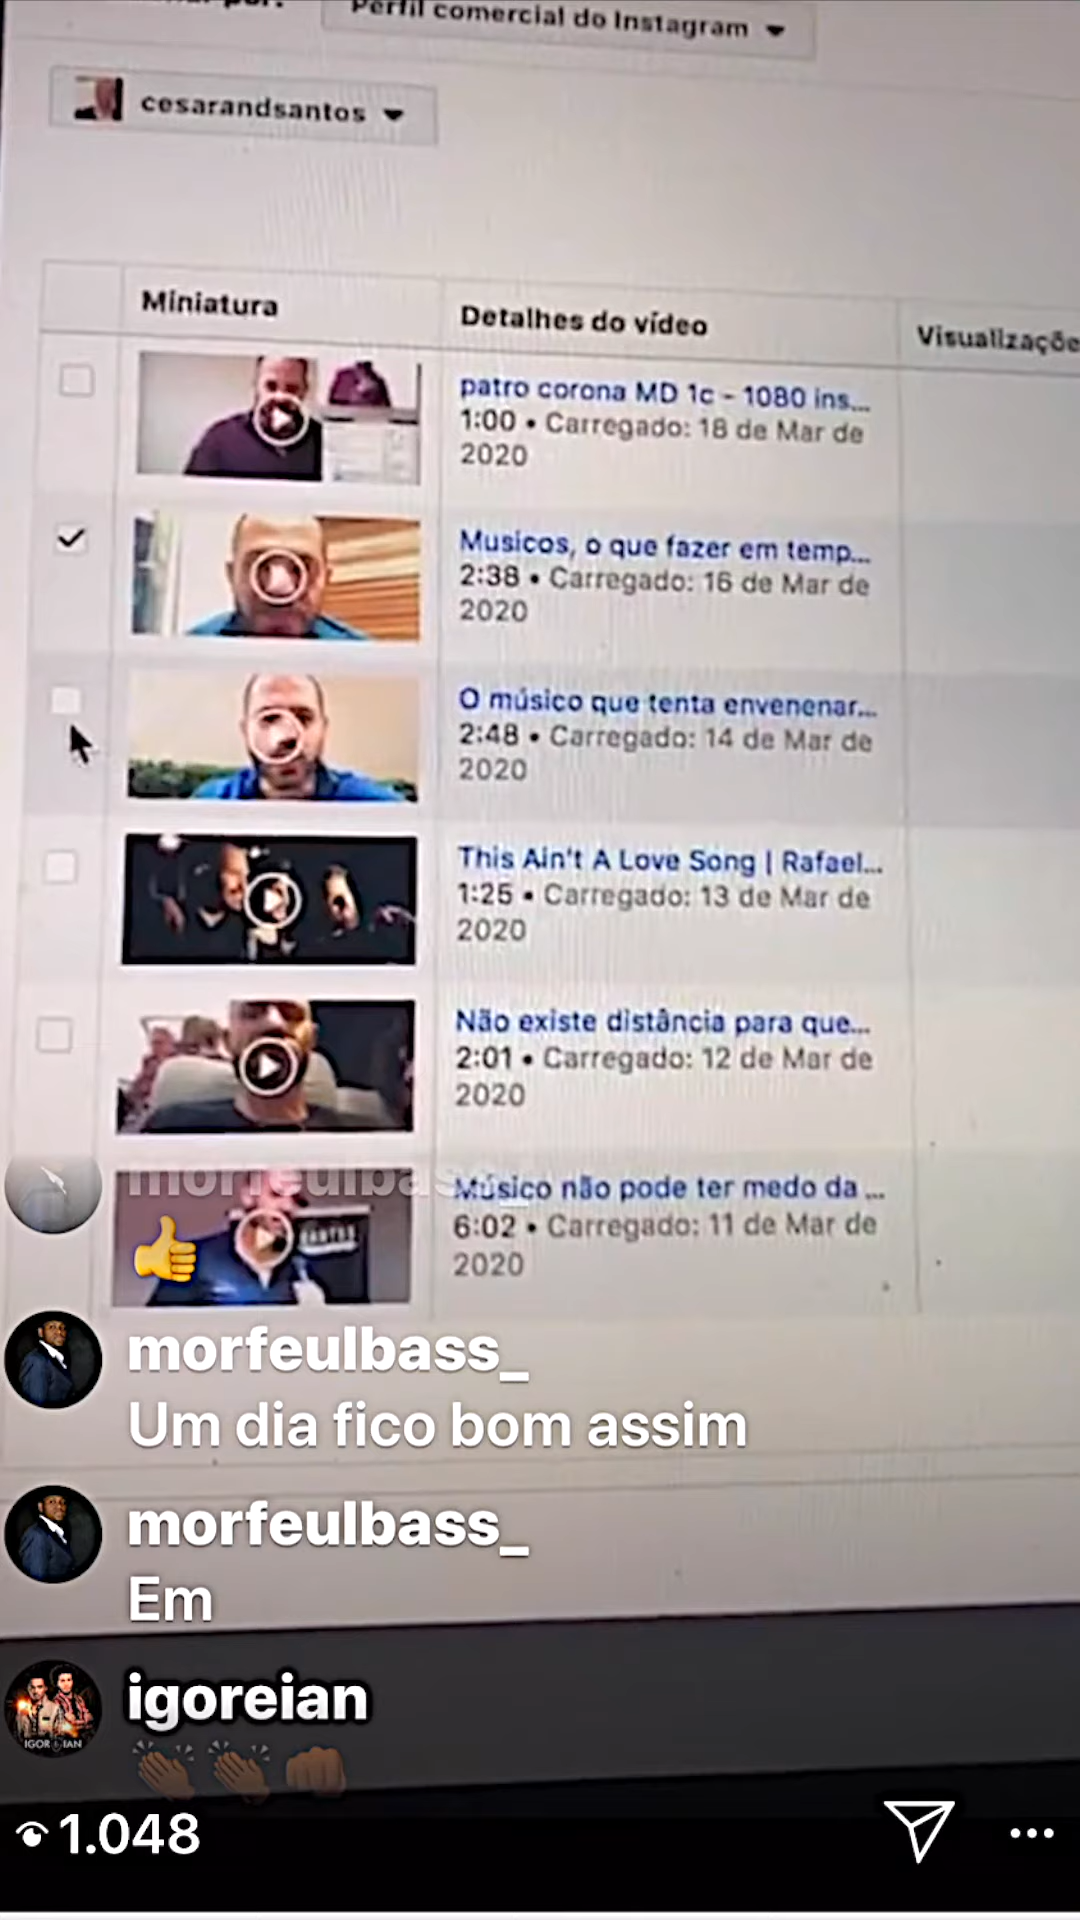 Perfil comercial do Instagram
cesarandsantos
Miniatura
Detalhes do vídeo
Visualizaçõe
patro corona MD 1c - 1080 ins...
1:00 • Carregado: 18 de Mar de
2020
Musicos, o que fazer em temp...
2:38 • Carregado: 16 de Mar de
2020
O músico que tenta envenenar...
2:48 • Carregado: 14 de Mar de
2020
This Ain't A Love Song | Rafael...
1:25 • Carregado: 13 de Mar de
2020
Não existe distância para que...
2:01 • Carregado: 12 de Mar de
2020
morfeulbas
Músico não pode ter medo da ...
6:02 • Carregado: 11 de Mar de
2020
morfeulbass_
Um dia fico bom assim
morfeulbass_
Em
igoreian
IGOR IAN
1.048